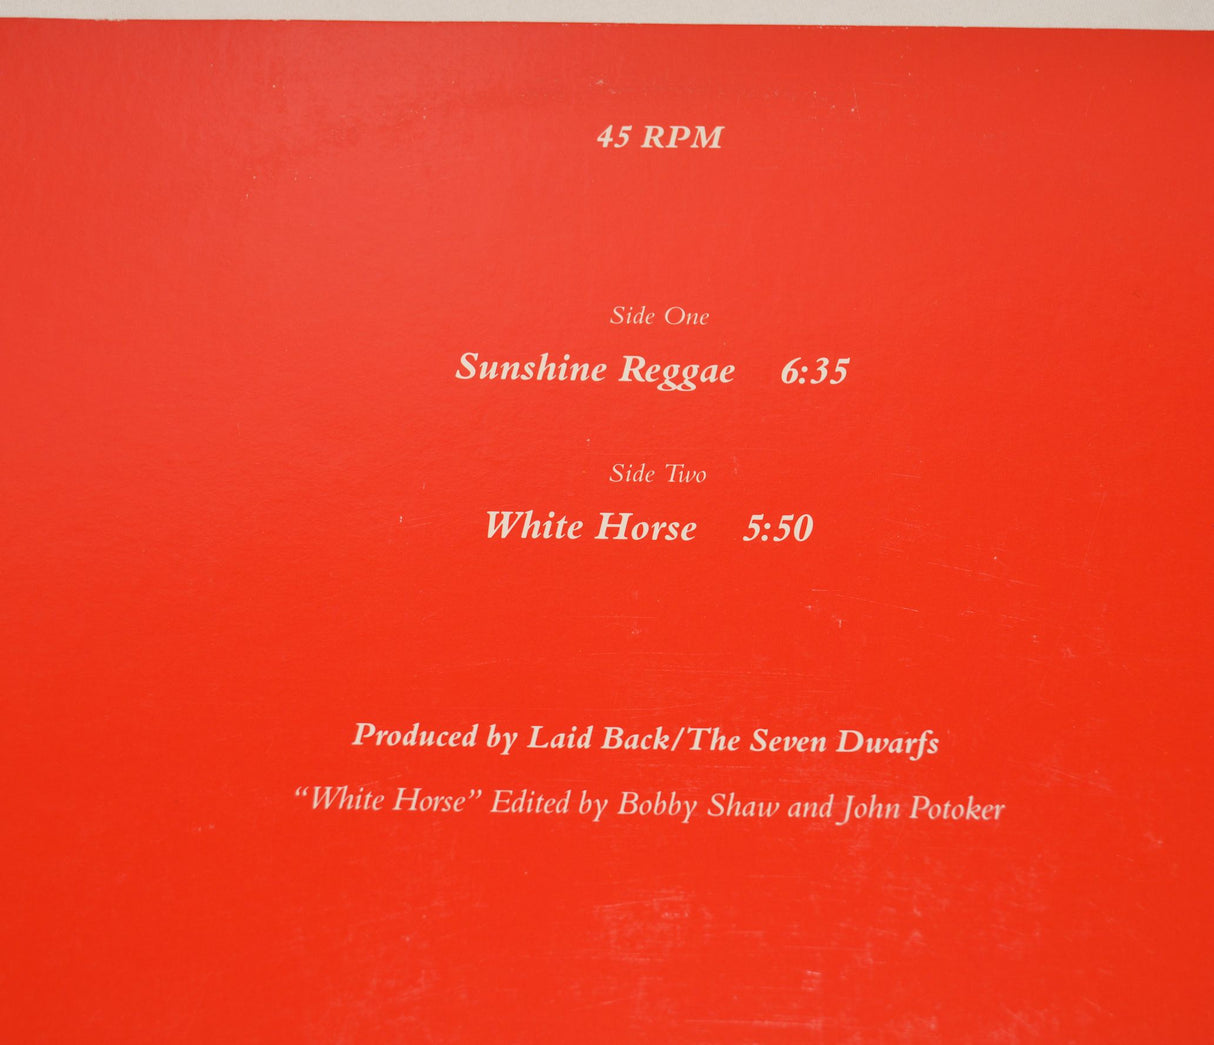 45 RPM
Side One
Sunshine Reggae 6:35
Side Two
White Horse 5:50
Produced by Laid Back/The Seven Dwarfs
“White Horse” Edited by Bobby Shaw and John Potoker